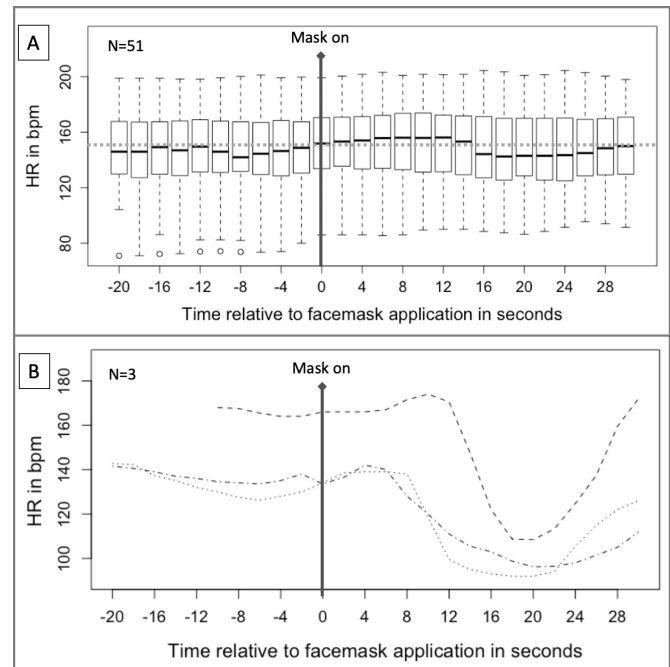 A
N=51
Mask on
HR in bpm
200
160
120
80
-20 -16 -12 -8 -4 0 4 8 12 16 20 24 28
Time relative to facemask application in seconds
B
N=3
Mask on
HR in bpm
180
160
140
120
100
-20 -16 -12 -8 -4 0 4 8 12 16 20 24 28
Time relative to facemask application in seconds